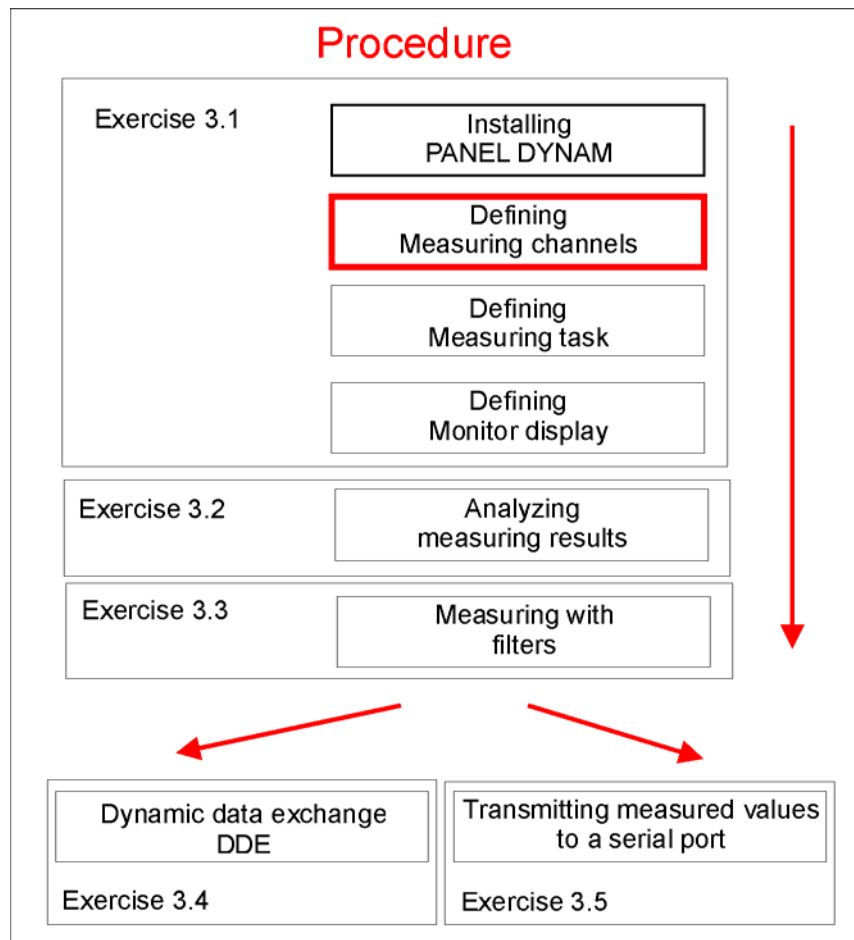 Procedure
Exercise 3.1
Installing
PANEL DYNAM
Defining
Measuring channels
Defining
Measuring task
Defining
Monitor display
Exercise 3.2
Analyzing
measuring results
Exercise 3.3
Measuring with
filters
Dynamic data exchange
DDE
Exercise 3.4
Transmitting measured values
to a serial port
Exercise 3.5